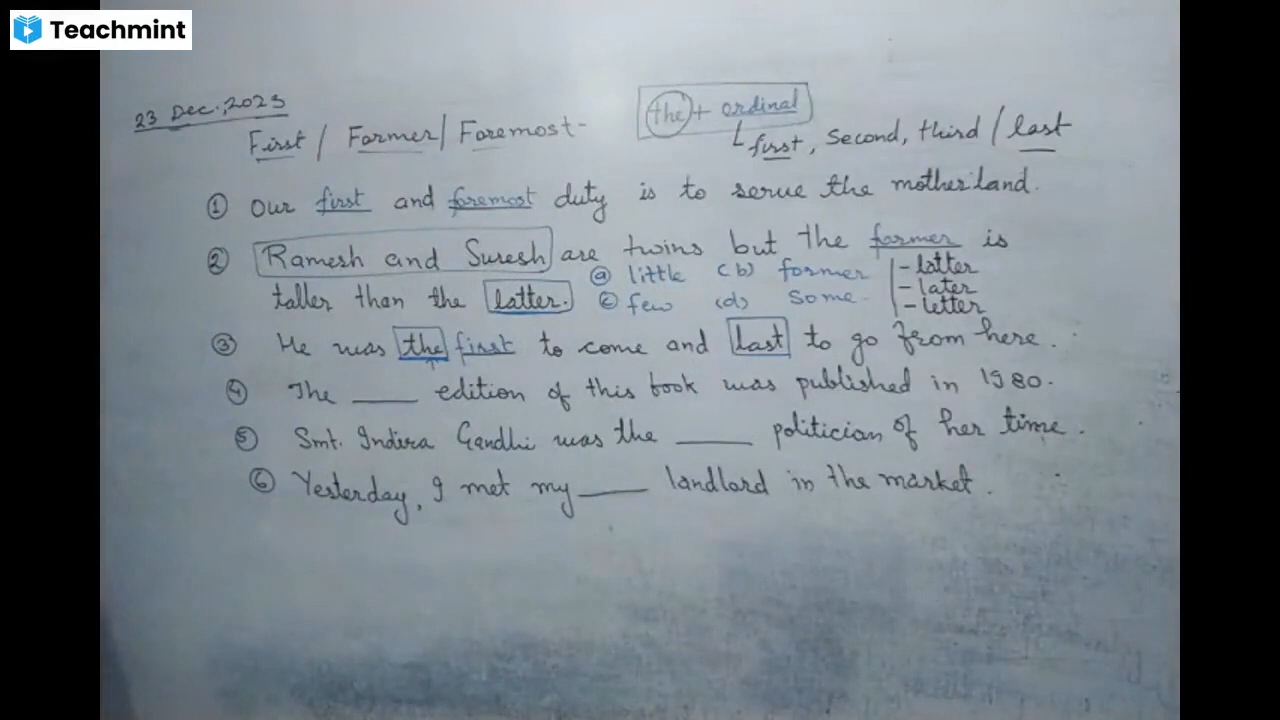 Teachmint
23 Dec., 2023
the + ordinal
First / Former / Foremost-
first, second, third / last
① Our first and foremost duty is to serve the motherland.
② Ramesh and Suresh are twins but the former is
ⓐ little (b) former
- latter
taller than the latter.
ⓒ few (d) some.
- later
- letter
③ He was the first to come and last to go from here.
④ The ____ edition of this book was published in 1980.
⑤ Smt. Indira Gandhi was the ____ politician of her time.
⑥ Yesterday, I met my ____ landlord in the market.